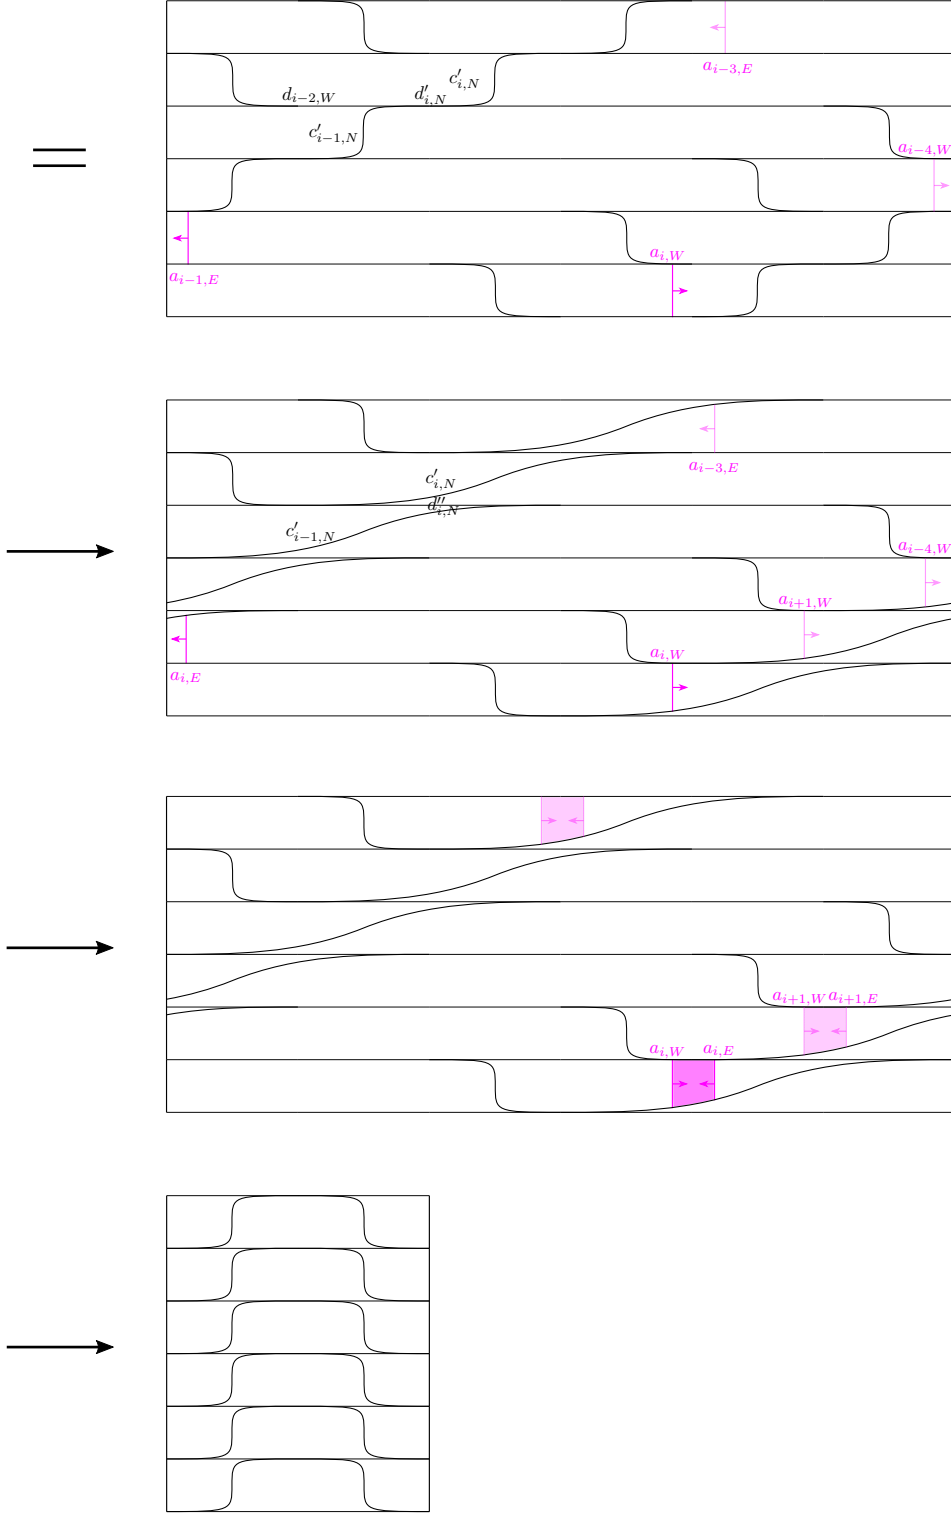 =
a_{i-3,E}
c'_{i,N}
d_{i-2,W} d'_{i,N}
c'_{i-1,N}
a_{i-4,W}
a_{i,W}
a_{i-1,E}
c'_{i,N}
a_{i-3,E}
d''_{i,N}
c'_{i-1,N}
a_{i-4,W}
a_{i+1,W}
a_{i,W}
a_{i,E}
a_{i+1,W} a_{i+1,E}
a_{i,W} a_{i,E}